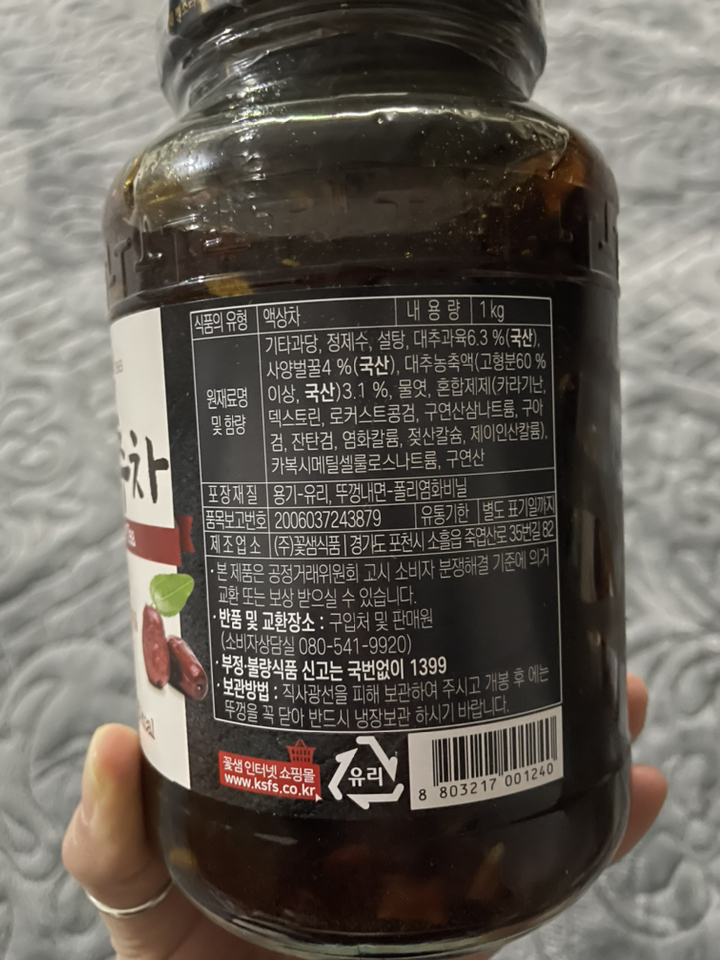 식품의 유형 액상차 내 용 량 1 kg
원재료명 및 함량
기타과당, 정제수, 설탕, 대추과육6.3 %(국산),
사양벌꿀4 %(국산), 대추농축액(고형분60 %
이상, 국산)3.1 %, 물엿, 혼합제제(카라기난,
덱스트린, 로커스트콩검, 구연산삼나트륨, 구아
검, 잔탄검, 염화칼륨, 젖산칼슘, 제이인산칼륨),
카복시메틸셀룰로스나트륨, 구연산
포 장 재 질 용기-유리, 뚜껑내면-폴리염화비닐
품목보고번호 2006037243879 유통기한 별도 표기일까지
제 조 업 소 (주)꽃샘식품 | 경기도 포천시 소흘읍 죽엽산로 35번길 82
· 본 제품은 공정거래위원회 고시 소비자 분쟁해결 기준에 의거
교환 또는 보상 받으실 수 있습니다.
· 반품 및 교환장소 : 구입처 및 판매원
(소비자상담실 080-541-9920)
· 부정·불량식품 신고는 국번없이 1399
· 보관방법 : 직사광선을 피해 보관하여 주시고 개봉 후 에는
뚜껑을 꼭 닫아 반드시 냉장보관 하시기 바랍니다.
꽃샘 인터넷 쇼핑몰
www.ksfs.co.kr
유리
8 803217 001240
차